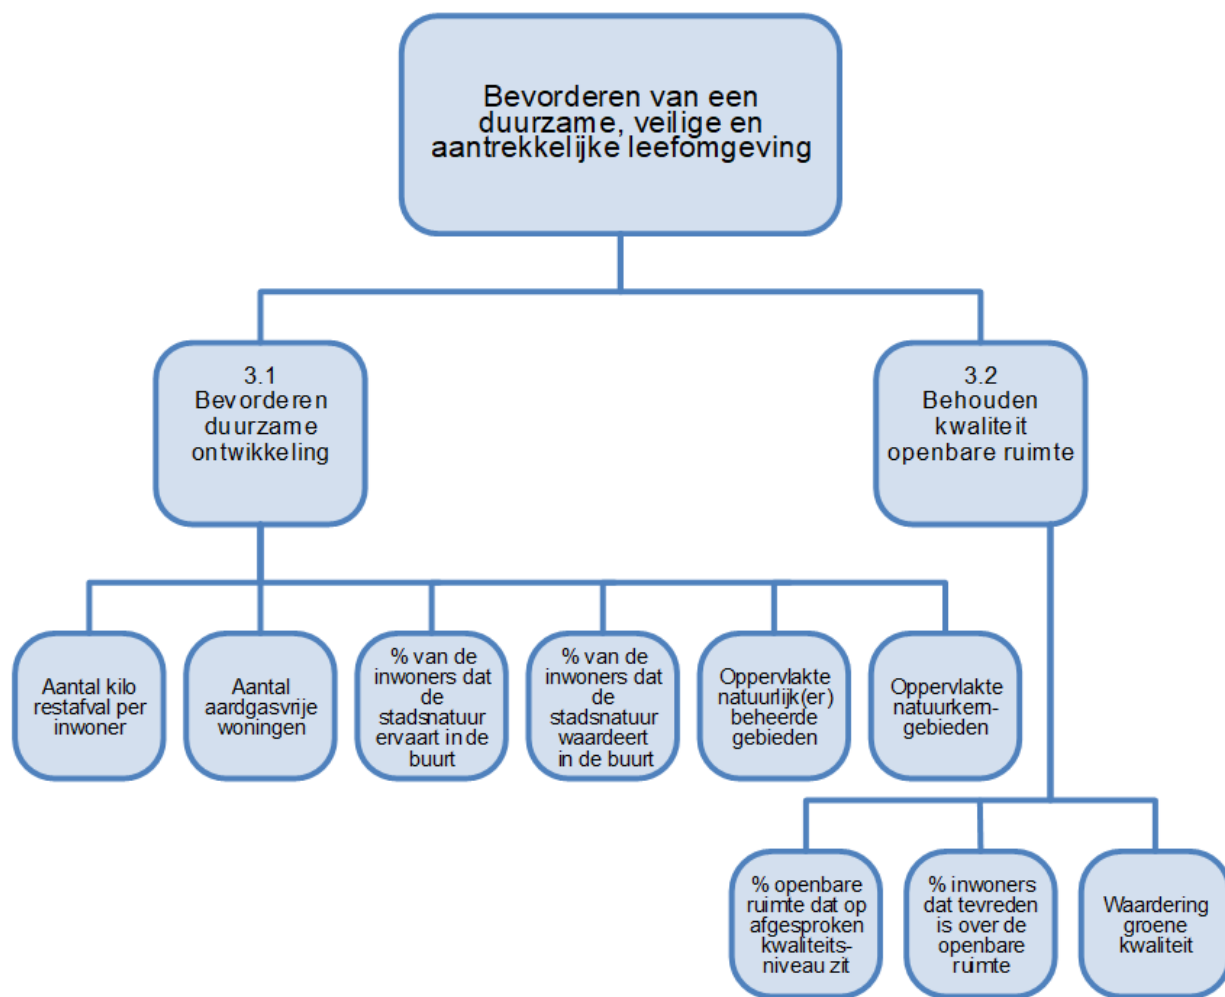 Bevorderen van een
duurzame, veilige en
aantrekkelijke leefomgeving
3.1
Bevorderen
duurzame
ontwikkeling
3.2
Behouden
kwaliteit
openbare ruimte
Aantal kilo
restafval per
inwoner
Aantal
aardgasvrije
woningen
% van de
inwoners dat
de
stadsnatuur
ervaart in de
buurt
% van de
inwoners dat
de
stadsnatuur
waardeert
in de buurt
Oppervlakte
natuurlijk(er)
beheerde
gebieden
Oppervlakte
natuurkern-
gebieden
% openbare
ruimte dat op
afgesproken
kwaliteits-
niveau zit
% inwoners
dat tevreden
is over de
openbare
ruimte
Waardering
groene
kwaliteit